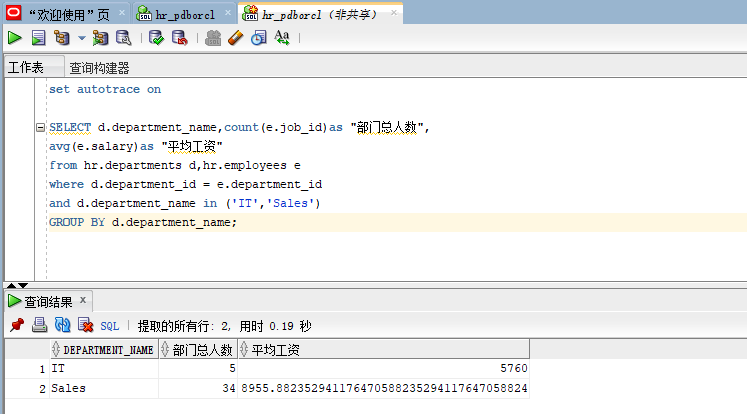 “欢迎使用”页 hr_pdborcl hr_pdborcl (非共享)
工作表 查询构建器
set autotrace on
SELECT d.department_name,count(e.job_id)as "部门总人数",
avg(e.salary)as "平均工资"
from hr.departments d,hr.employees e
where d.department_id = e.department_id
and d.department_name in ('IT','Sales')
GROUP BY d.department_name;
查询结果
SQL 提取的所有行: 2, 用时 0.19 秒
DEPARTMENT_NAME 部门总人数 平均工资
1 IT 5 5760
2 Sales 34 8955.88235294117647058823529411764705882­4